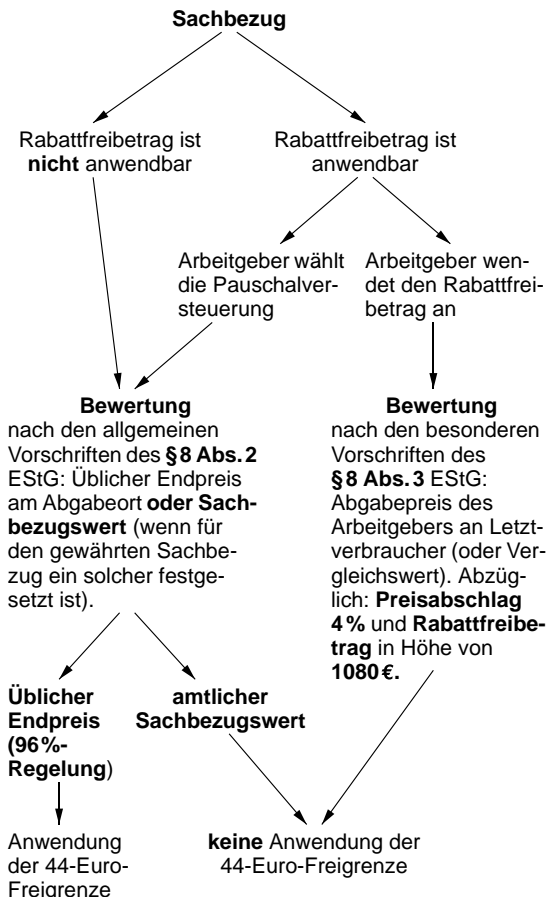 Sachbezug
Rabattfreibetrag ist
nicht anwendbar
Rabattfreibetrag ist
anwendbar
Arbeitgeber wählt
die Pauschalver-
steuerung
Arbeitgeber wen-
det den Rabattfrei-
betrag an
Bewertung
nach den allgemeinen
Vorschriften des §8 Abs.2
EStG: Üblicher Endpreis
am Abgabeort oder Sach-
bezugswert (wenn für
den gewährten Sachbe-
zug ein solcher festge-
setzt ist).
Bewertung
nach den besonderen
Vorschriften des
§8 Abs.3 EStG:
Abgabepreis des
Arbeitgebers an Letzt-
verbraucher (oder Ver-
gleichswert). Abzüg-
lich: Preisabschlag
4% und Rabattfreibe-
trag in Höhe von
1080€.
Üblicher
Endpreis
(96%-
Regelung)
amtlicher
Sachbezugswert
Anwendung
der 44-Euro-
Freigrenze
keine Anwendung der
44-Euro-Freigrenze